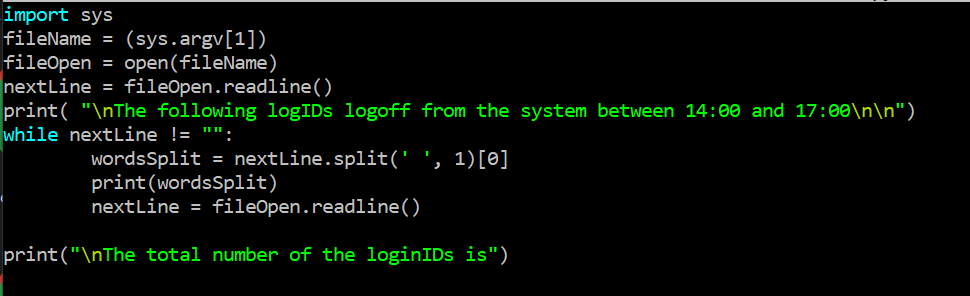 import sys
fileName = (sys.argv[1])
fileOpen = open(fileName)
nextLine = fileOpen.readline()
print( "\nThe following logIDs logoff from the system between 14:00 and 17:00\n\n")
while nextLine != "":
        wordsSplit = nextLine.split(' ', 1)[0]
        print(wordsSplit)
        nextLine = fileOpen.readline()

print("\nThe total number of the loginIDs is")